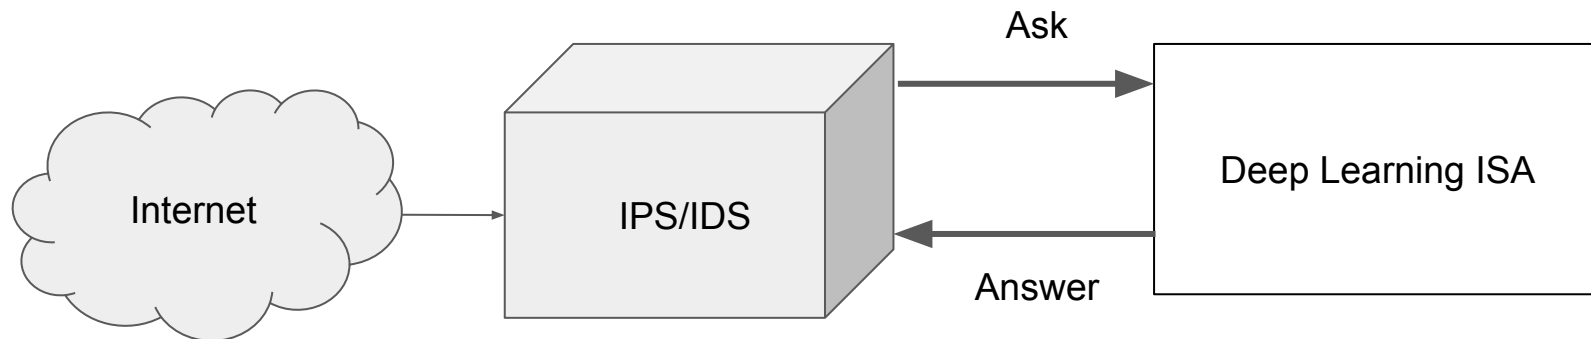 Ask
Internet
IPS/IDS
Deep Learning ISA
Answer